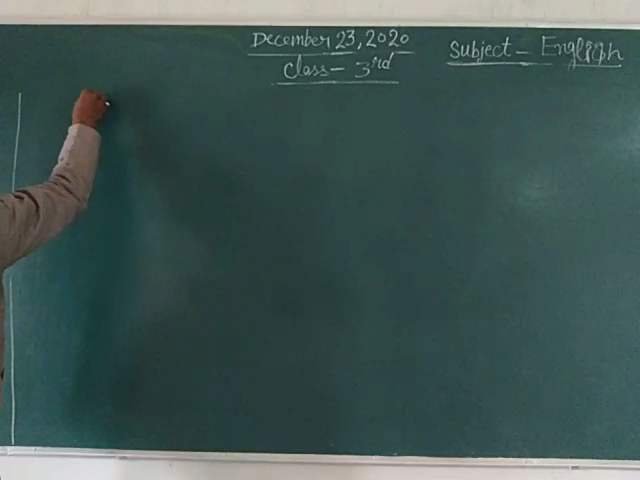 December 23, 2020
Class - 3rd
Subject - English